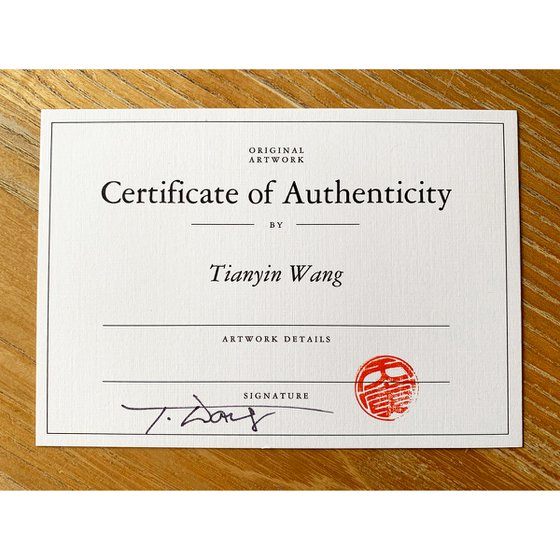 ORIGINAL
ARTWORK
Certificate of Authenticity
BY
Tianyin Wang
ARTWORK DETAILS
SIGNATURE
T. Wang